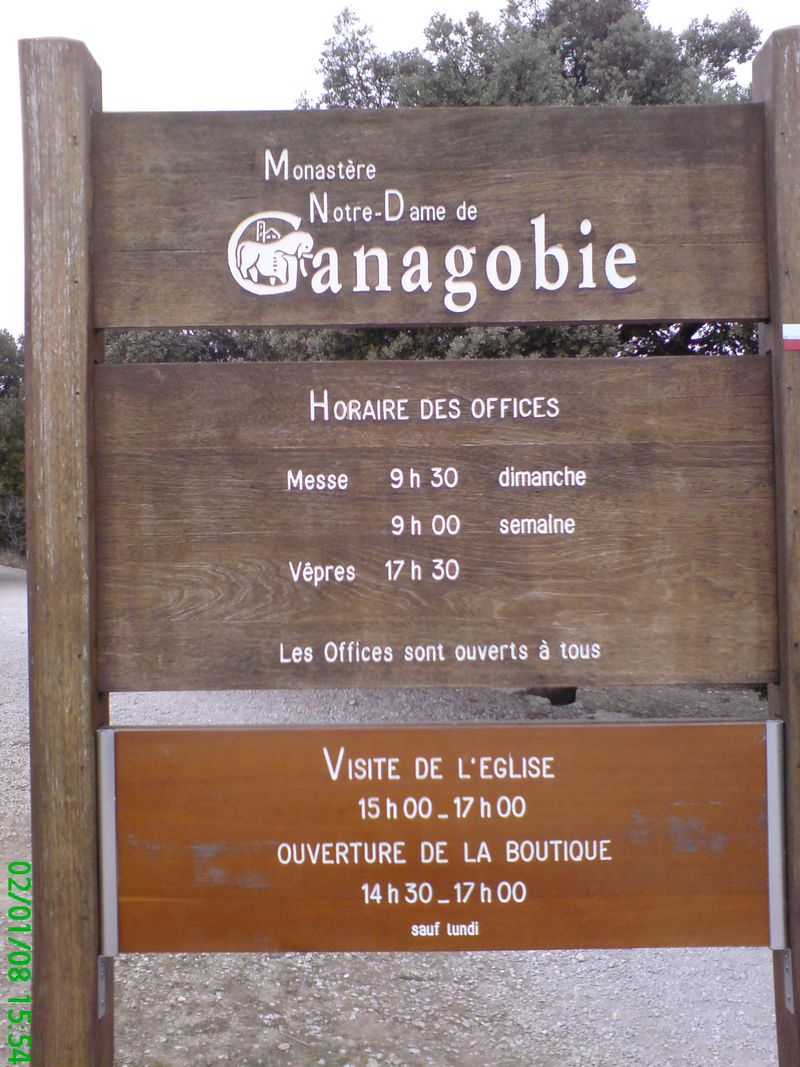 Monastère
Notre-Dame de
Ganagobie
Horaire des offices
Messe 9 h 30 dimanche
9 h 00 semaine
Vêpres 17 h 30
Les Offices sont ouverts à tous
Visite de l'eglise
15 h 00 - 17 h 00
OUVERTURE DE LA BOUTIQUE
14 h 30 - 17 h 00
sauf lundi
02/01/08 15:54